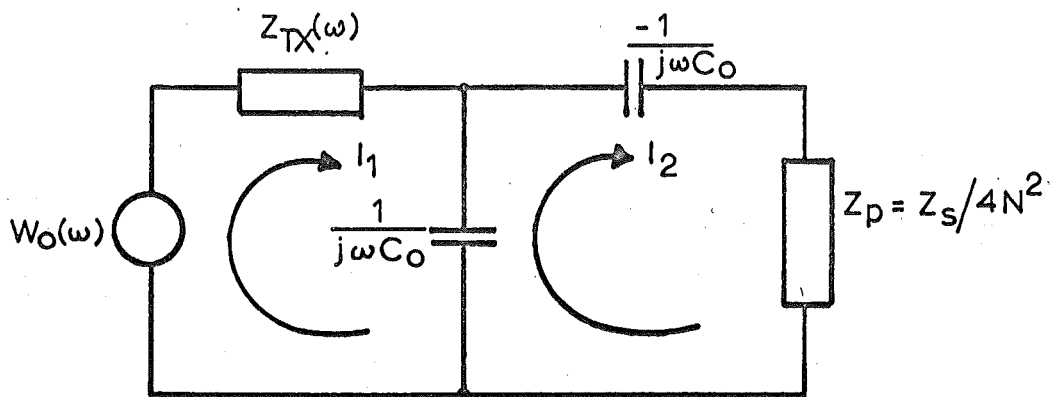 Z_TX(ω)
-1
jωC₀
I₁
I₂
W₀(ω)
1
jωC₀
Z_P = Z_S/4N²